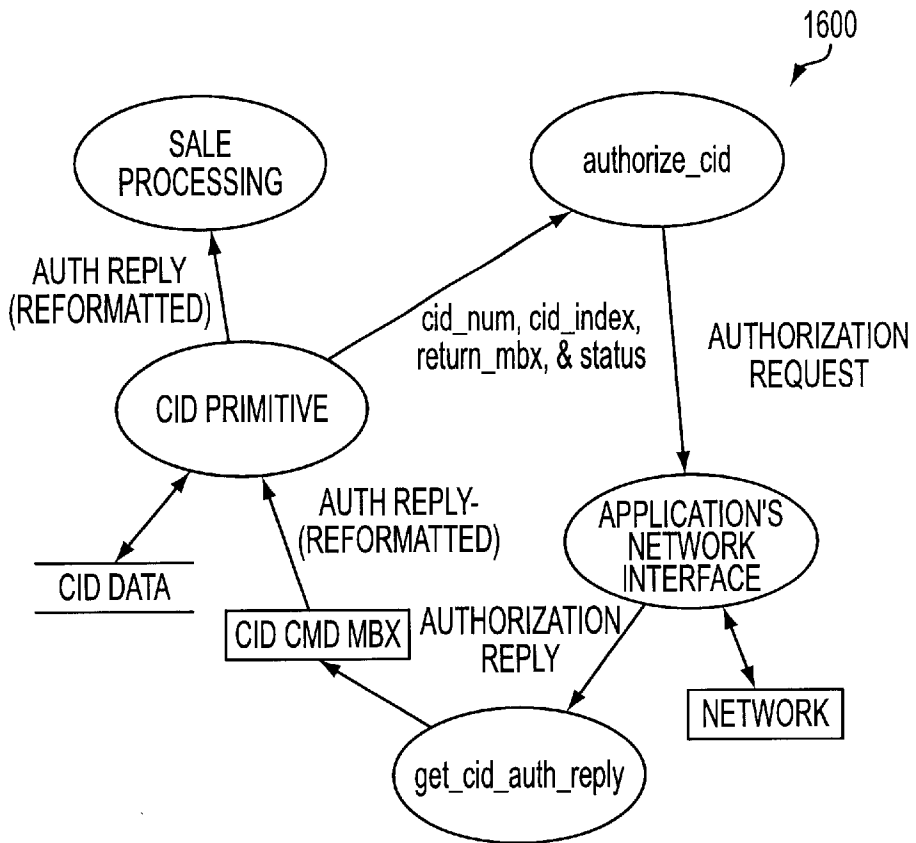 1600
SALE
PROCESSING
authorize_cid
AUTH REPLY
(REFORMATTED)
cid_num, cid_index,
return_mbx, & status
AUTHORIZATION
REQUEST
CID PRIMITIVE
AUTH REPLY-
(REFORMATTED)
APPLICATION'S
NETWORK
INTERFACE
CID DATA
CID CMD MBX
AUTHORIZATION
REPLY
NETWORK
get_cid_auth_reply